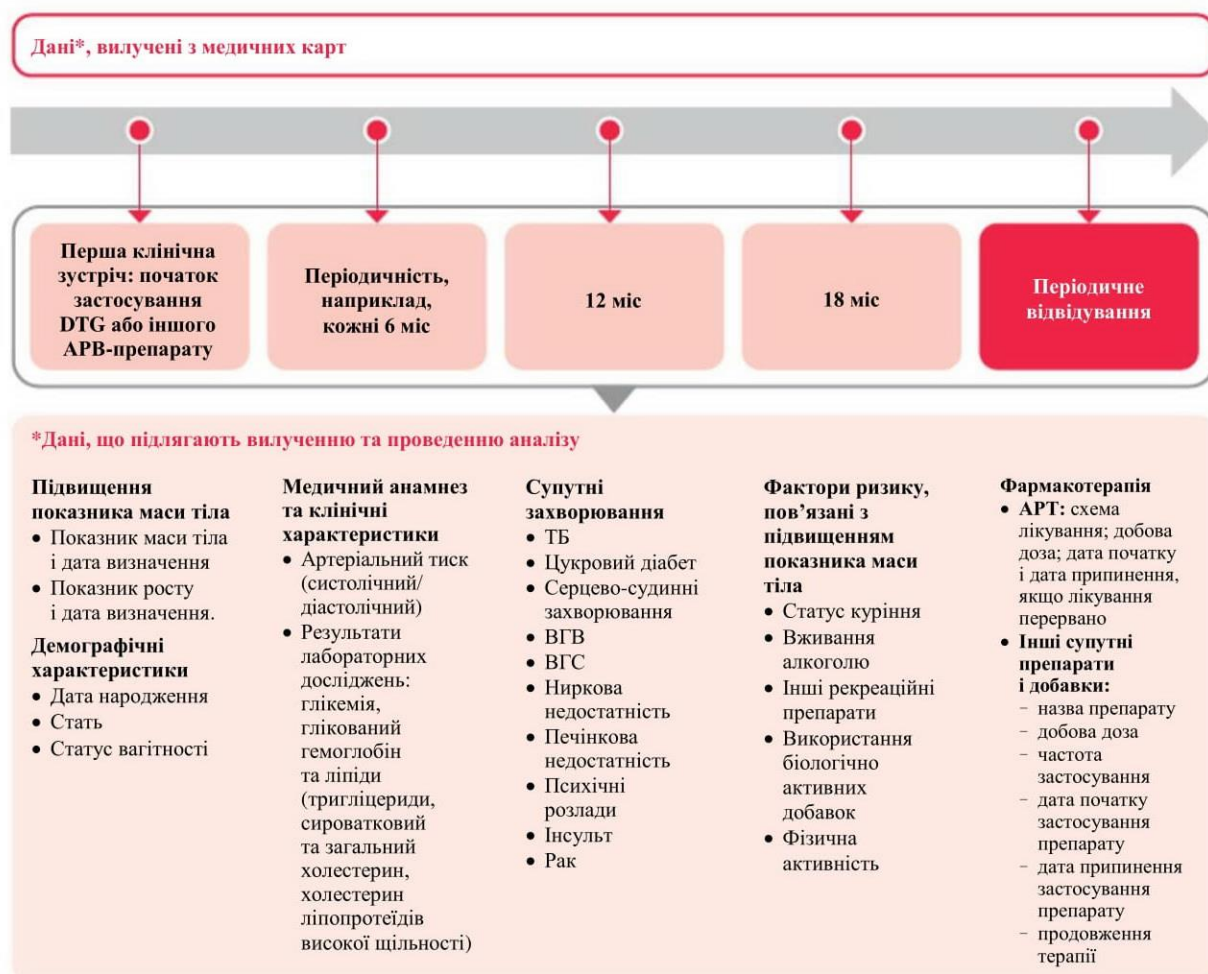 Дані*, вилучені з медичних карт
Перша клінічна
зустріч: початок
застосування
DTG або іншого
АРВ-препарату
Періодичність,
наприклад,
кожні 6 міс
12 міс
18 міс
Періодичне
відвідування
*Дані, що підлягають вилученню та проведенню аналізу
Підвищення
показника маси тіла
• Показник маси тіла
і дата визначення
• Показник росту
і дата визначення.
Демографічні
характеристики
• Дата народження
• Стать
• Статус вагітності
Медичний анамнез
та клінічні
характеристики
• Артеріальний тиск
(систолічний/
діастолічний)
• Результати
лабораторних
досліджень:
глікемія,
глікований
гемоглобін
та ліпіди
(тригліцериди,
сироватковий
та загальний
холестерин,
холестерин
ліпопротеїдів
високої щільності)
Супутні
захворювання
• ТБ
• Цукровий діабет
• Серцево-судинні
захворювання
• ВГВ
• ВГС
• Ниркова
недостатність
• Печінкова
недостатність
• Психічні
розлади
• Інсульт
• Рак
Фактори ризику,
пов’язані з
підвищенням
показника маси
тіла
• Статус куріння
• Вживання
алкоголю
• Інші рекреаційні
препарати
• Використання
біологічно
активних
добавок
• Фізична
активність
Фармакотерапія
• АРТ: схема
лікування; добова
доза; дата початку
і дата припинення,
якщо лікування
перервано
• Інші супутні
препарати
і добавки:
- назва препарату
- добова доза
- частота
застосування
- дата початку
застосування
препарату
- дата припинення
застосування
препарату
- продовження
терапії